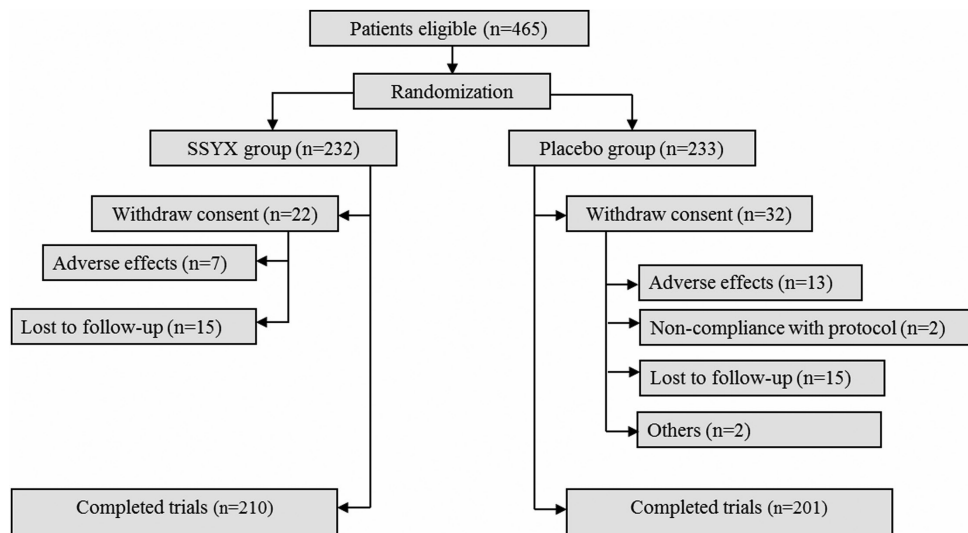 Patients eligible (n=465)
Randomization
SSYX group (n=232)
Placebo group (n=233)
Withdraw consent (n=22)
Withdraw consent (n=32)
Adverse effects (n=7)
Adverse effects (n=13)
Lost to follow-up (n=15)
Non-compliance with protocol (n=2)
Lost to follow-up (n=15)
Others (n=2)
Completed trials (n=210)
Completed trials (n=201)